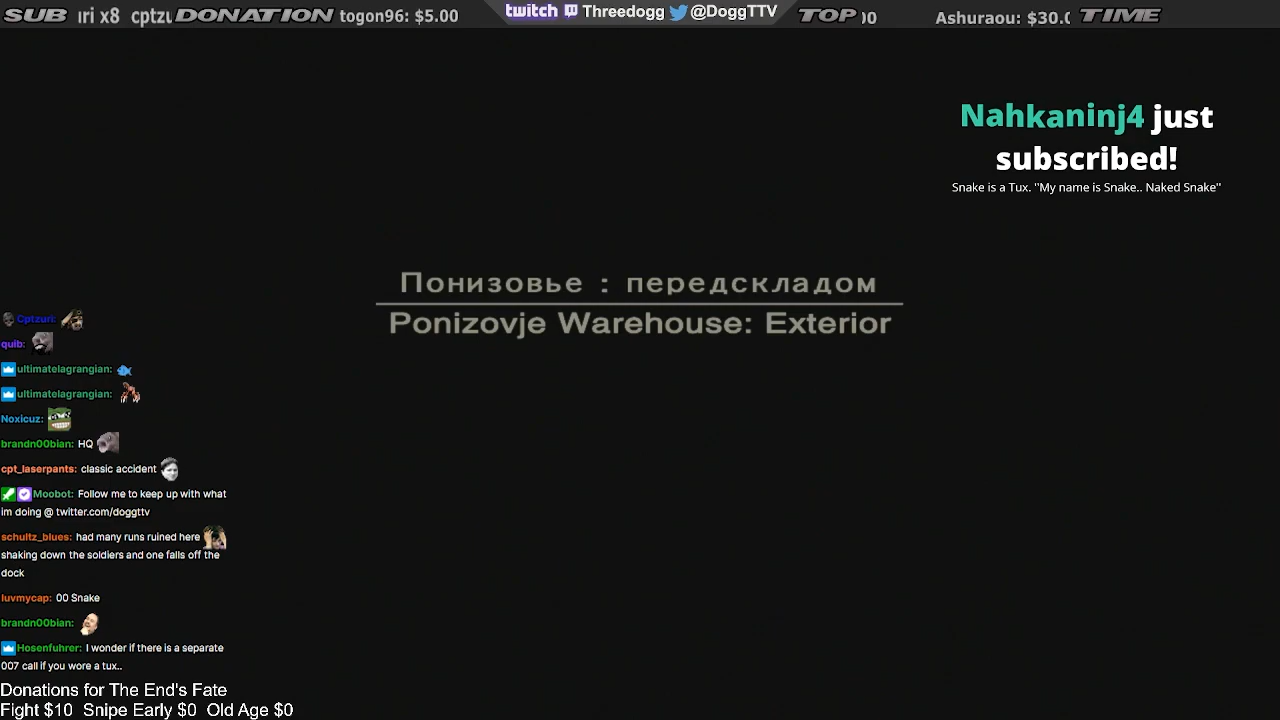 SUB ıri x8 cptzu DONATION togon96: $5.00 twitch Threedogg @DoggTTV TOP 00 Ashuraou: $30.0 TIME
Nahkaninj4 just
subscribed!
Snake is a Tux. "My name is Snake.. Naked Snake"
Понизовье : передскладом
Ponizovje Warehouse: Exterior
Cptzuri:
quib:
ultimatelagrangian:
ultimatelagrangian:
Noxicuz:
brandn00bian: HQ
cpt_laserpants: classic accident
Moobot: Follow me to keep up with what
im doing @ twitter.com/doggttv
schultz_blues: had many runs ruined here
shaking down the soldiers and one falls off the
dock
luvmycap: 00 Snake
brandn00bian:
Hosenfuhrer: I wonder if there is a separate
007 call if you wore a tux..
Donations for The End's Fate
Fight $10 Snipe Early $0 Old Age $0